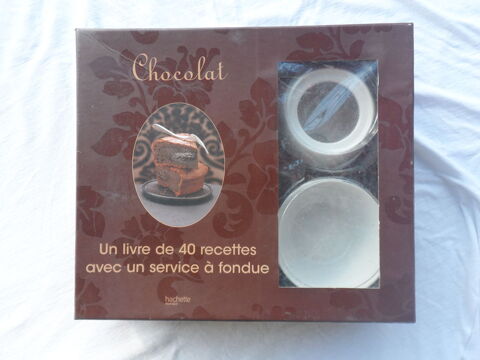 Chocolat
Un livre de 40 recettes
avec un service à fondue
hachette